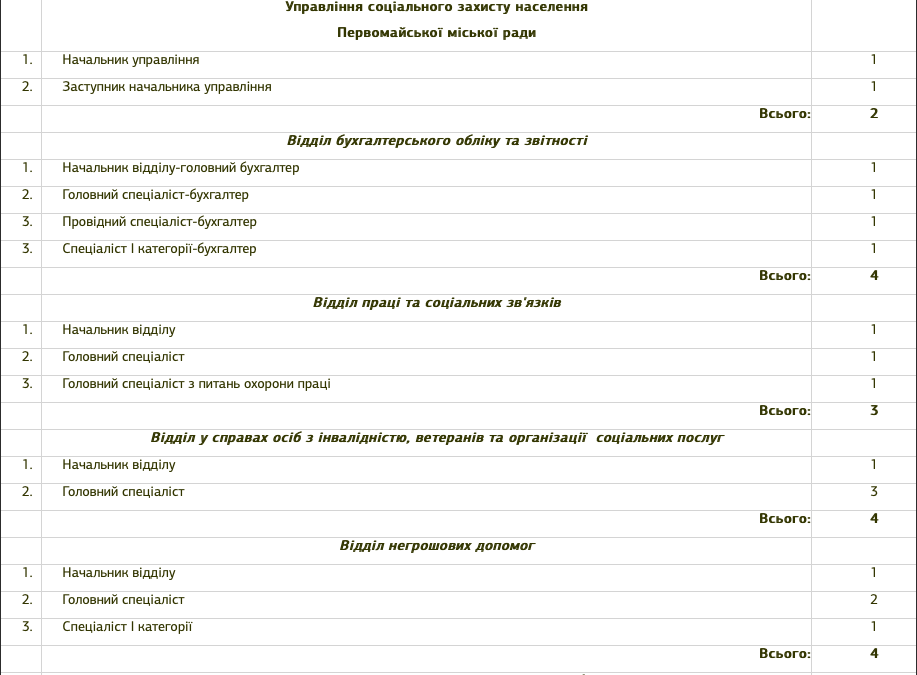 Управління соціального захисту населення
Первомайської міської ради
1. Начальник управління 1
2. Заступник начальника управління 1
Всього: 2
Відділ бухгалтерського обліку та звітності
1. Начальник відділу-головний бухгалтер 1
2. Головний спеціаліст-бухгалтер 1
3. Провідний спеціаліст-бухгалтер 1
3. Спеціаліст І категорії-бухгалтер 1
Всього: 4
Відділ праці та соціальних зв'язків
1. Начальник відділу 1
2. Головний спеціаліст 1
3. Головний спеціаліст з питань охорони праці 1
Всього: 3
Відділ у справах осіб з інвалідністю, ветеранів та організації  соціальних послуг
1. Начальник відділу 1
2. Головний спеціаліст 3
Всього: 4
Відділ негрошових допомог
1. Начальник відділу 1
2. Головний спеціаліст 2
3. Спеціаліст І категорії 1
Всього: 4